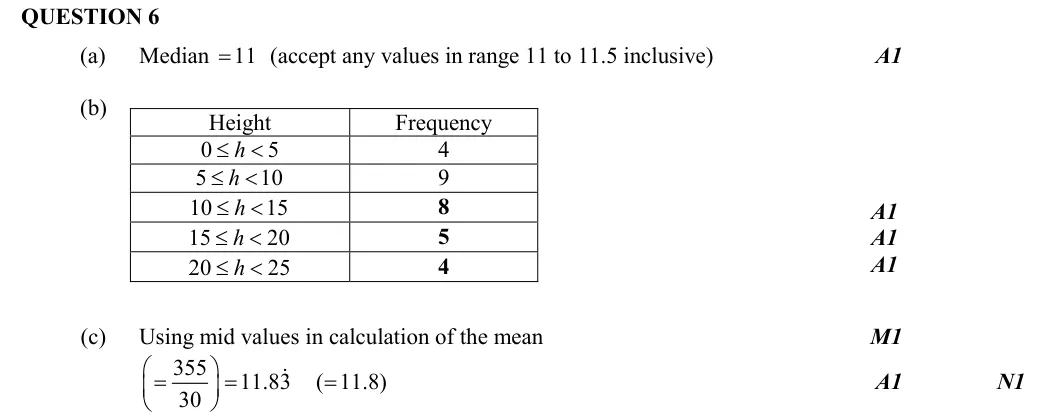 QUESTION 6
(a) Median = 11 (accept any values in range 11 to 11.5 inclusive) A1
(b)
Height Frequency
0 ≤ h < 5 4
5 ≤ h < 10 9
10 ≤ h < 15 8 A1
15 ≤ h < 20 5 A1
20 ≤ h < 25 4 A1
(c) Using mid values in calculation of the mean M1
(= 355/30) = 11.83̇ (= 11.8) A1 N1